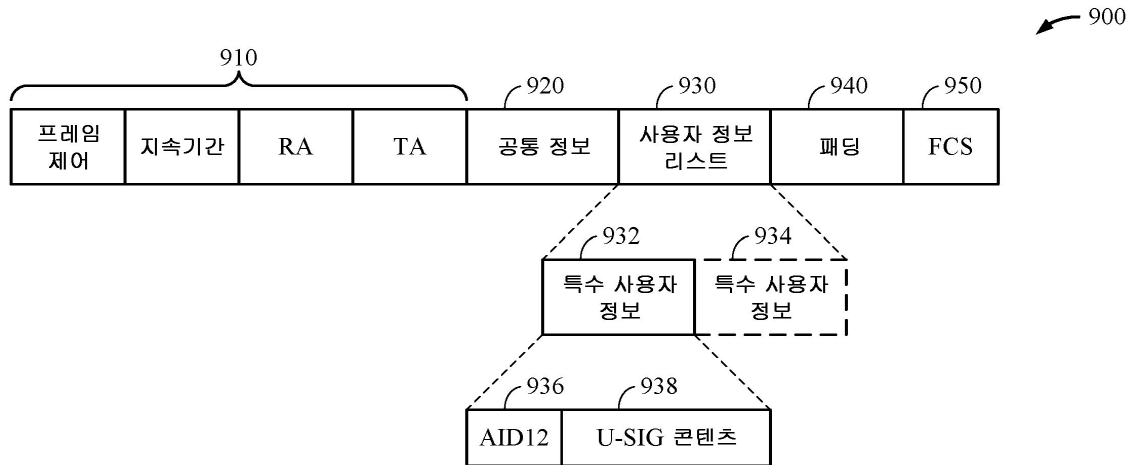 900
910
920
930
940
950
프레임
제어
지속기간
RA
TA
공통 정보
사용자 정보
리스트
패딩
FCS
932
934
특수 사용자
정보
특수 사용자
정보
936
938
AID12
U-SIG 콘텐츠